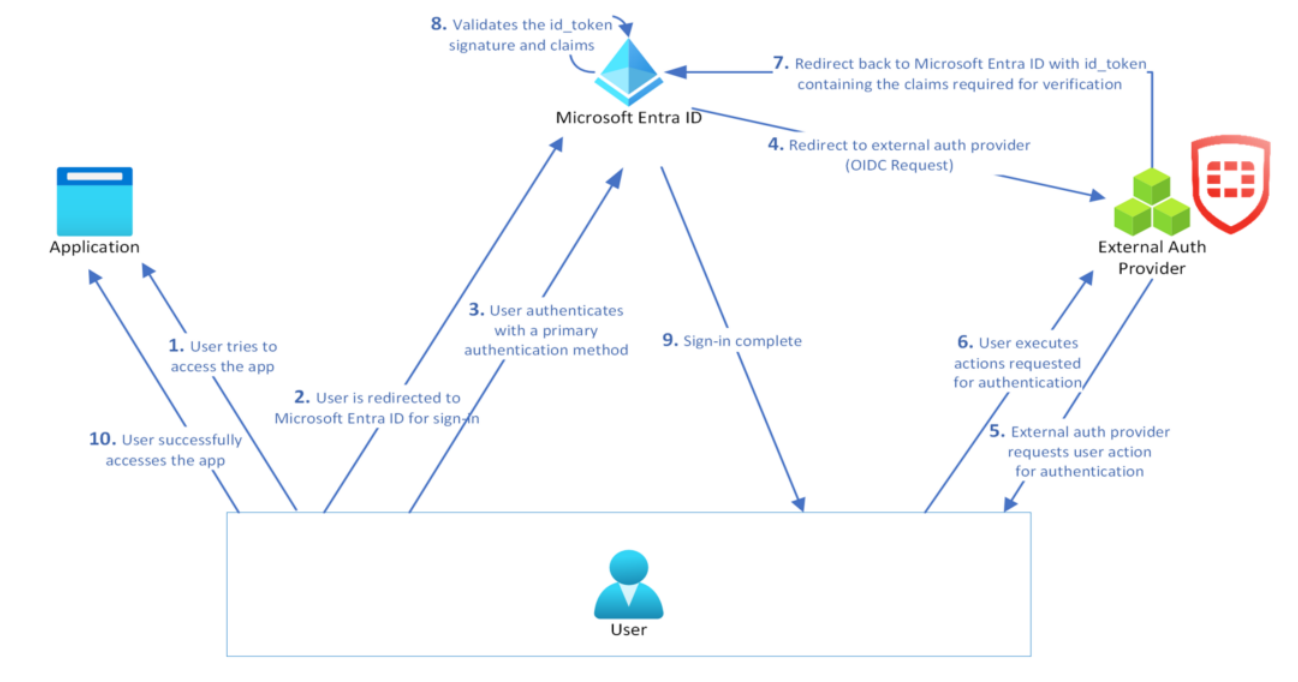 8. Validates the id_token
signature and claims
Microsoft Entra ID
7. Redirect back to Microsoft Entra ID with id_token
containing the claims required for verification
4. Redirect to external auth provider
(OIDC Request)
Application
External Auth
Provider
1. User tries to
access the app
10. User successfully
accesses the app
2. User is redirected to
Microsoft Entra ID for sign-in
3. User authenticates
with a primary
authentication method
9. Sign-in complete
6. User executes
actions requested
for authentication
5. External auth provider
requests user action
for authentication
User